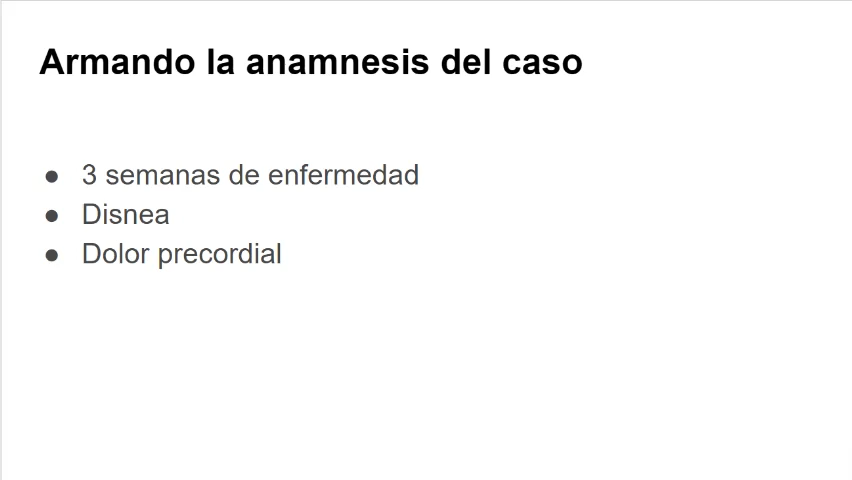 Armando la anamnesis del caso
● 3 semanas de enfermedad
● Disnea
● Dolor precordial